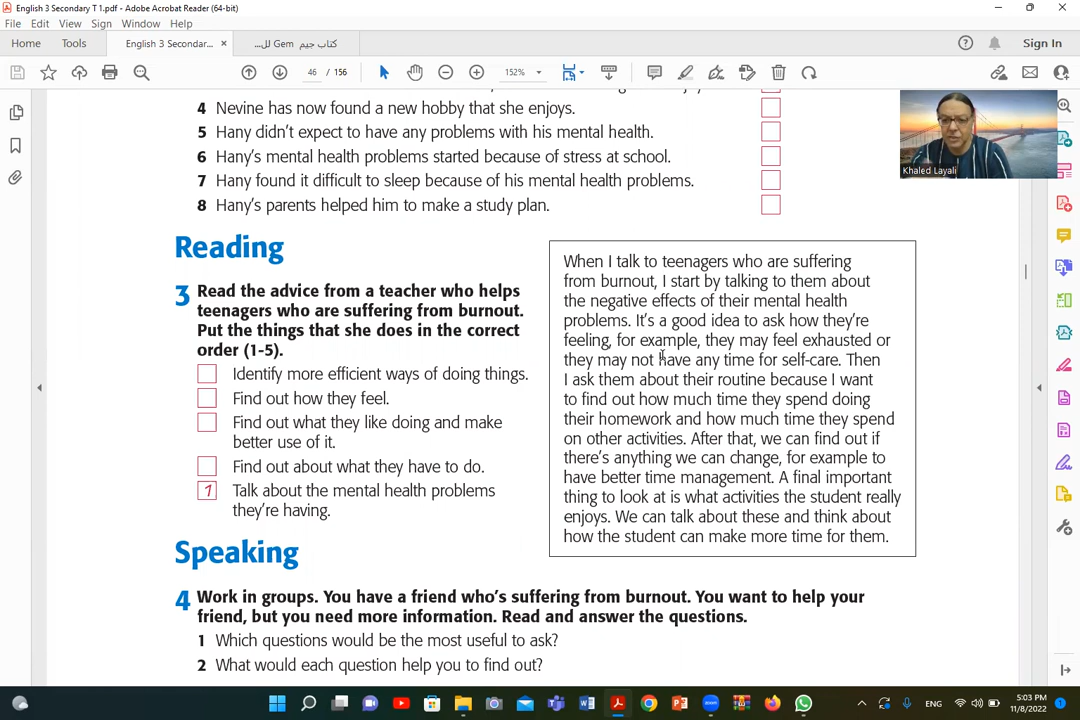 English 3 Secondary T 1.pdf - Adobe Acrobat Reader (64-bit)
File Edit View Sign Window Help
Home Tools English 3 Secondar... × كتاب جيم Gem لل... Sign In
46 / 156 152%
4 Nevine has now found a new hobby that she enjoys.
5 Hany didn't expect to have any problems with his mental health.
6 Hany's mental health problems started because of stress at school.
7 Hany found it difficult to sleep because of his mental health problems.
8 Hany's parents helped him to make a study plan.
Khaled Layali
Reading
3 Read the advice from a teacher who helps
teenagers who are suffering from burnout.
Put the things that she does in the correct
order (1-5).
Identify more efficient ways of doing things.
Find out how they feel.
Find out what they like doing and make
better use of it.
Find out about what they have to do.
1 Talk about the mental health problems
they're having.
When I talk to teenagers who are suffering
from burnout, I start by talking to them about
the negative effects of their mental health
problems. It's a good idea to ask how they're
feeling, for example, they may feel exhausted or
they may not have any time for self-care. Then
I ask them about their routine because I want
to find out how much time they spend doing
their homework and how much time they spend
on other activities. After that, we can find out if
there's anything we can change, for example to
have better time management. A final important
thing to look at is what activities the student really
enjoys. We can talk about these and think about
how the student can make more time for them.
Speaking
4 Work in groups. You have a friend who's suffering from burnout. You want to help your
friend, but you need more information. Read and answer the questions.
1 Which questions would be the most useful to ask?
2 What would each question help you to find out?
ENG
5:03 PM
11/8/2022